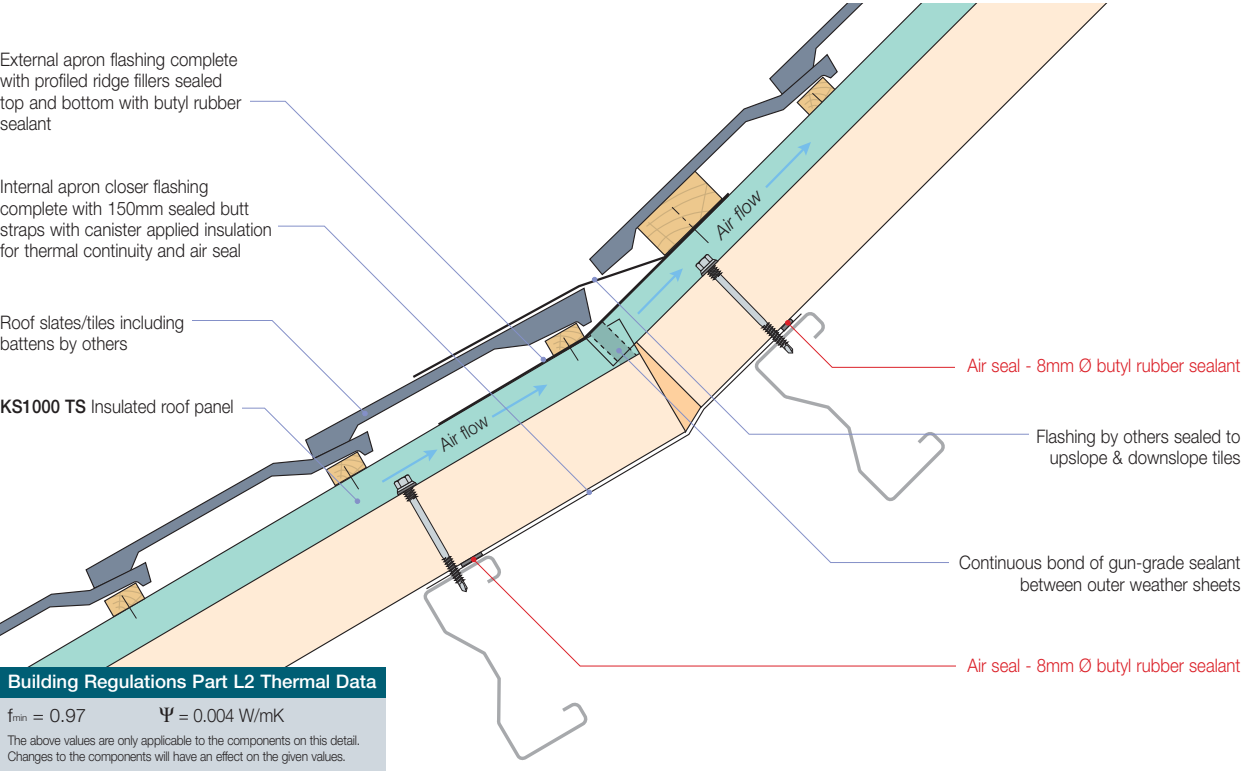 External apron flashing complete
with profiled ridge fillers sealed
top and bottom with butyl rubber
sealant
Internal apron closer flashing
complete with 150mm sealed butt
straps with canister applied insulation
for thermal continuity and air seal
Roof slates/tiles including
battens by others
KS1000 TS Insulated roof panel
Air flow
Air flow
Air seal - 8mm Ø butyl rubber sealant
Flashing by others sealed to
upslope & downslope tiles
Continuous bond of gun-grade sealant
between outer weather sheets
Air seal - 8mm Ø butyl rubber sealant
Building Regulations Part L2 Thermal Data
fmin = 0.97 Ψ = 0.004 W/mK
The above values are only applicable to the components on this detail.
Changes to the components will have an effect on the given values.